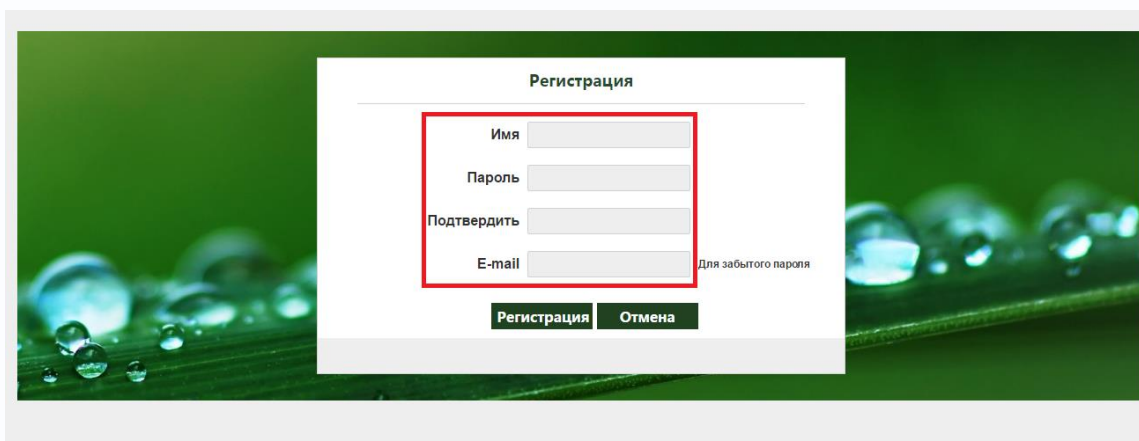 Регистрация
Имя
Пароль
Подтвердить
E-mail Для забытого пароля
Регистрация Отмена